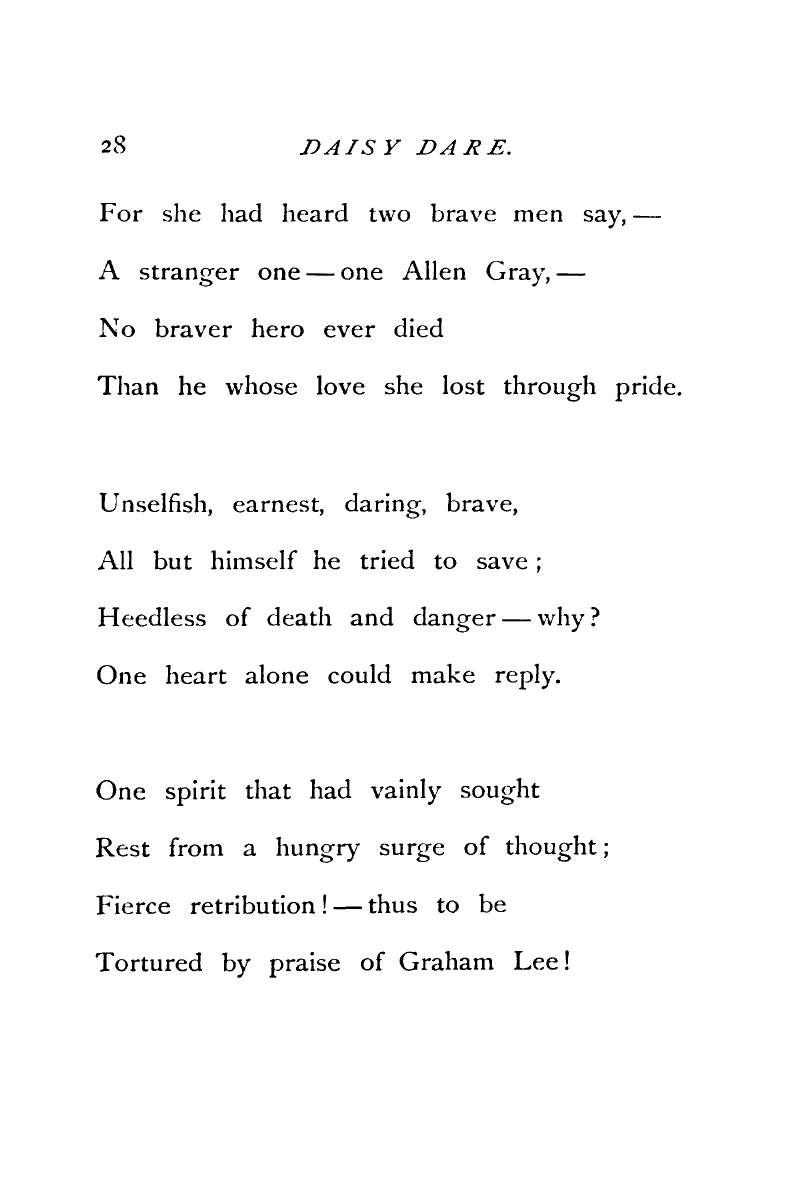 28 DAISY DARE.
For she had heard two brave men say, —
A stranger one — one Allen Gray, —
No braver hero ever died
Than he whose love she lost through pride.
Unselfish, earnest, daring, brave,
All but himself he tried to save ;
Heedless of death and danger — why ?
One heart alone could make reply.
One spirit that had vainly sought
Rest from a hungry surge of thought ;
Fierce retribution ! — thus to be
Tortured by praise of Graham Lee !